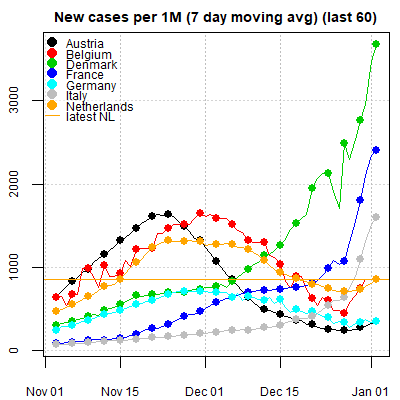 New cases per 1M (7 day moving avg) (last 60)
Austria
Belgium
Denmark
France
Germany
Italy
Netherlands
latest NL
3000
2000
1000
0
Nov 01 Nov 15 Dec 01 Dec 15 Jan 01